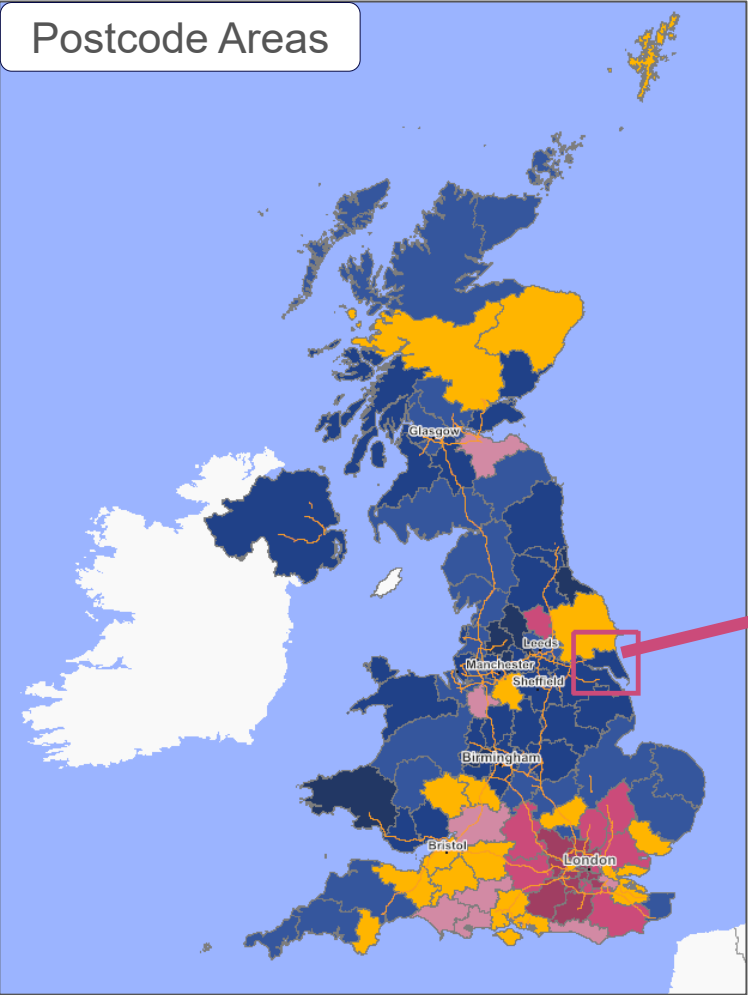 Postcode Areas
Glasgow
Leeds
Manchester
Sheffield
Birmingham
Bristol
London